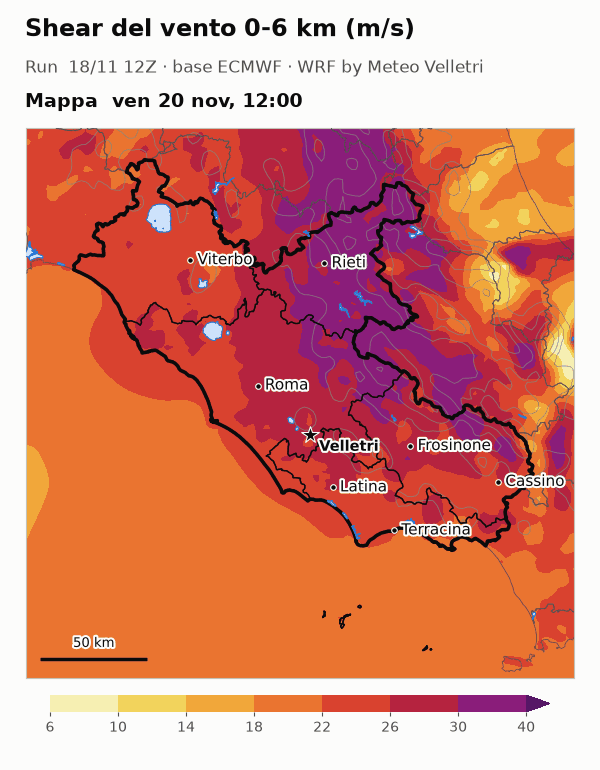 Shear del vento 0-6 km (m/s)
Run  18/11 12Z · base ECMWF · WRF by Meteo Velletri
Mappa  ven 20 nov, 12:00
Viterbo
Rieti
Roma
Velletri
Frosinone
Cassino
Latina
Terracina
50 km
6 10 14 18 22 26 30 40